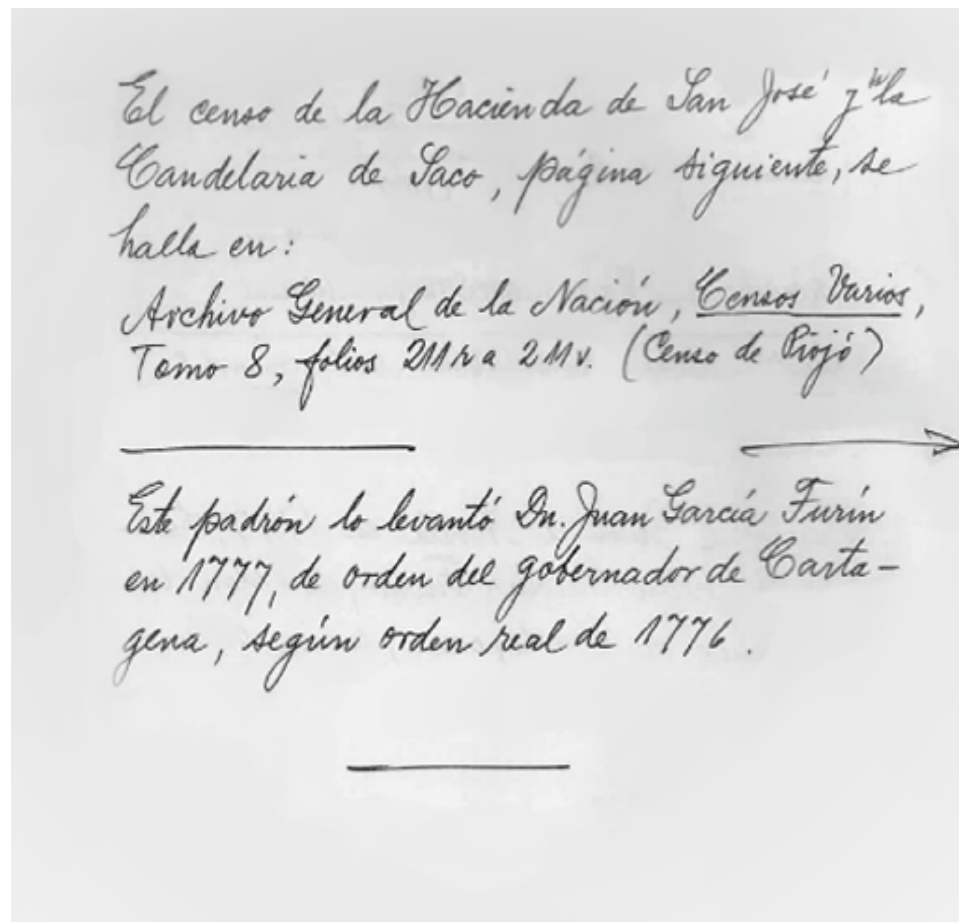 El censo de la Hacienda de San José y la
Candelaria de Saco, página siguiente, se
halla en:
Archivo General de la Nación, Censos Varios,
Tomo 8, folios 211r a 211v. (Censo de Piojó)
Este padrón lo levantó Dn. Juan García Turín
en 1777, de orden del gobernador de Carta-
gena, según orden real de 1776.